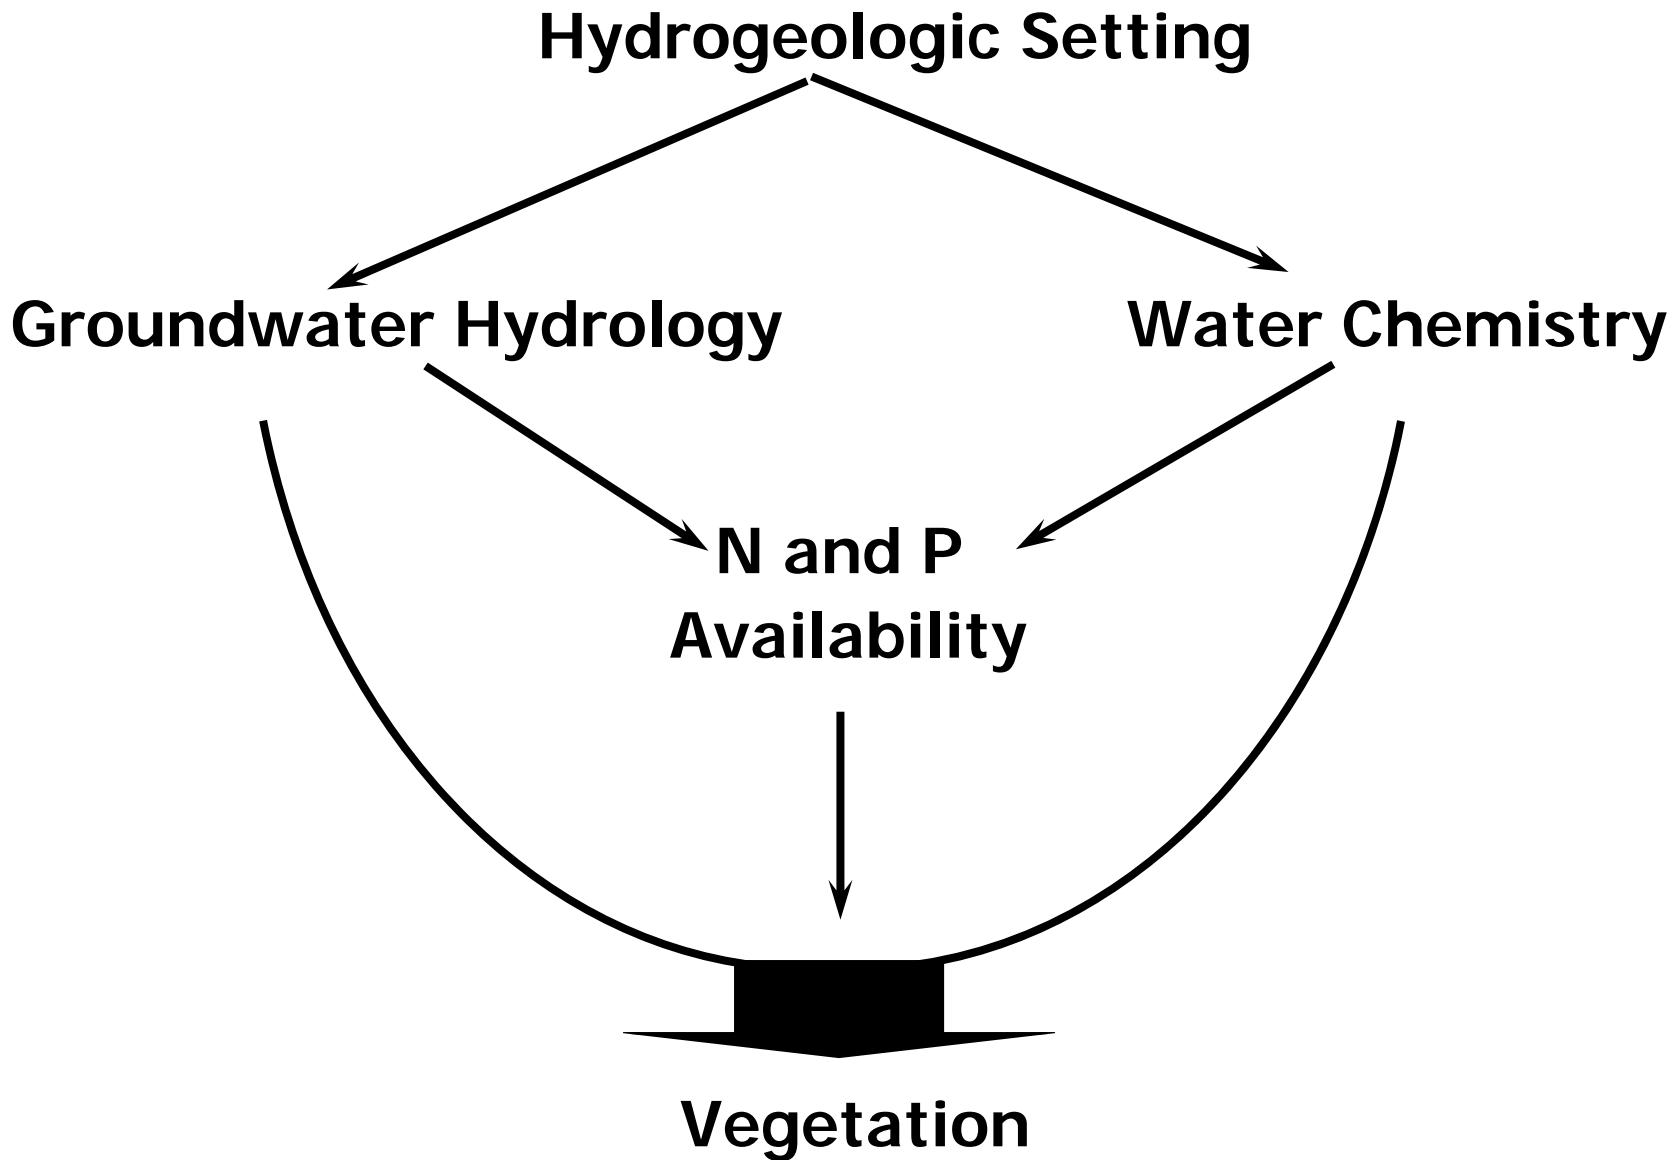 Hydrogeologic Setting
Groundwater Hydrology
Water Chemistry
N and P
Availability
Vegetation